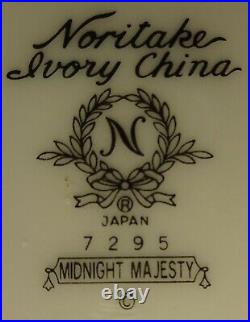 Noritake
Ivory China
N
®
JAPAN
7295
MIDNIGHT MAJESTY
©